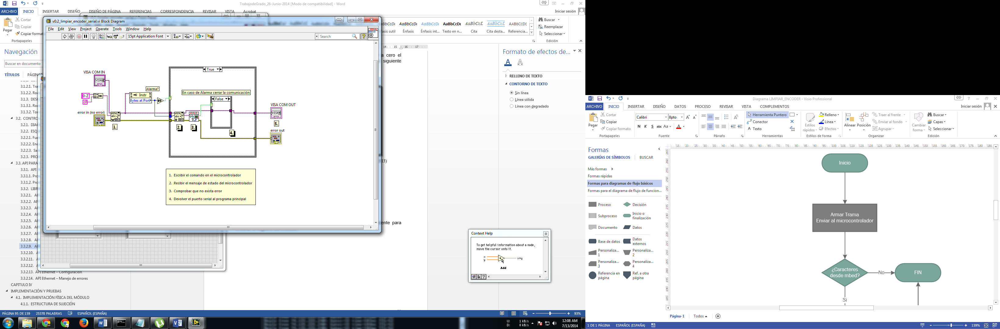 TrabajodeGrado_26-Junio-2014 [Modo de compatibilidad] - Word
ARCHIVO INICIO INSERTAR DISEÑO DISEÑO DE PÁGINA REFERENCIAS CORRESPONDENCIA REVISAR VISTA Acrobat
Iniciar sesión
Pegar
Cortar
Copiar
Copiar format
Portapapeles
fasis sutil Énfasis Énfasis int... Texto en n... Cita Cita desta... Referencia...
Buscar
Reemplazar
Seleccionar
Edición
Navegación
Buscar en documento
TÍTULOS
3.1.2.1. Tra
3.1.2.2. Ro
3.1.3. DESI
3.1.3.1. Ro
3.1.3.2. To
3.2. CONTRO
3.2.1. DIAG
3.2.2. ESQ
3.2.2.1. Fue
3.2.2.2. En
3.2.2.3. Sa
3.2.3. PRO
3.3. API PARA
3.3.1. API
3.3.1.1. Pro
3.3.1.2. Pro
3.3.2. LIBR
3.3.2.1. A
3.3.2.2. AP
3.3.2.3. A
3.3.2.4. A
3.3.2.5. A
3.3.2.6. A
3.3.2.7. A
3.3.2.8. A
3.3.2.9. A
3.3.2.10. A
3.3.2.11. A
3.3.2.12. A
3.3.2.13. API Ethernet – Configuración
3.3.2.14. API Ethernet – Manejo de errores
CAPITULO IV
IMPLEMENTACIÓN Y PRUEBAS
4.1. IMPLEMENTACIÓN FÍSICA DEL MÓDULO
4.1.1. ESTRUCTURA DE SUJECIÓN
v0.2_limpiar_encoder_serial.vi Block Diagram
File Edit View Project Operate Tools Window Help
15pt Application Font
Search
SERIAL
True
VISA COM IN
Alarma?
Instr
Bytes at Port
0-Z
error in (no error)
En caso de Alarma cerrar la comunicación
False
1.
2.
3.
4.
VISA COM OUT
5.
error out
1. Escribir el comando en el microcontrolador
2. Recibir el mensaje de estado del microcontrolador
3. Comprobar que no exista error
4. Devolver el puerto serial al programa principal
a cero el
siguiente
13)
ente para
Formato de efectos de...
RELLENO DE TEXTO
CONTORNO DE TEXTO
Sin línea
Línea sólida
Línea con degradado
Context Help
To get helpful information about a node,
move the cursor onto it.
x
y
x+y
Add
PÁGINA 95 DE 159 25378 PALABRAS ESPAÑOL (ESPAÑA)
93%
U: 1 kB/s
D: 0 kB/s
12:08 AM
7/13/2014
Diagrama LIMPIAR_ENCODER - Visio Professional
ARCHIVO INICIO INSERTAR DISEÑO DATOS PROCESO REVISAR VISTA COMPLEMENTOS
Iniciar sesión
Pegar
Cortar
Copiar
Copiar formato
Portapapeles
Calibri 8pto
N K S abc Aa A
Fuente
Párrafo
Herramienta Puntero
Conector
Texto
Herramientas
Estilos rápidos
Relleno
Línea
Efectos
Estilos de forma
Alinear Posición
Traer al frente
Enviar al fondo
Agrupar
Organizar
Cambiar forma
Buscar
Capas
Seleccionar
Edición
Formas
GALERÍAS DE SÍMBOLOS BUSCAR
Más formas
Formas rápidas
Formas para diagramas de flujo básicos
Formas para el diagrama de flujo de funcion...
Proceso Decisión
Subproceso Inicio o finalización
Documento Datos
Base de datos Datos externos
Personaliza... 1 Personaliza... 2
Personaliza... 3 Personaliza... 4
Referencia en página Ref. a otra página
Inicio
Armar Trama
Enviar al microcontrolador
¿Caracteres
desde mbed?
No
FIN
Si
Página-1 Todos
1 DE 1 PÁGINA ESPAÑOL (ESPAÑA)
159%